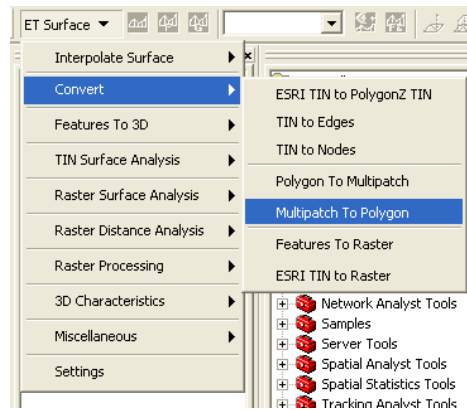 ET Surface
Interpolate Surface
Convert
Features To 3D
TIN Surface Analysis
Raster Surface Analysis
Raster Distance Analysis
Raster Processing
3D Characteristics
Miscellaneous
Settings
ESRI TIN to PolygonZ TIN
TIN to Edges
TIN to Nodes
Polygon To Multipatch
Multipatch To Polygon
Features To Raster
ESRI TIN to Raster
Network Analyst Tools
Samples
Server Tools
Spatial Analyst Tools
Spatial Statistics Tools
Tracking Analyst Tools